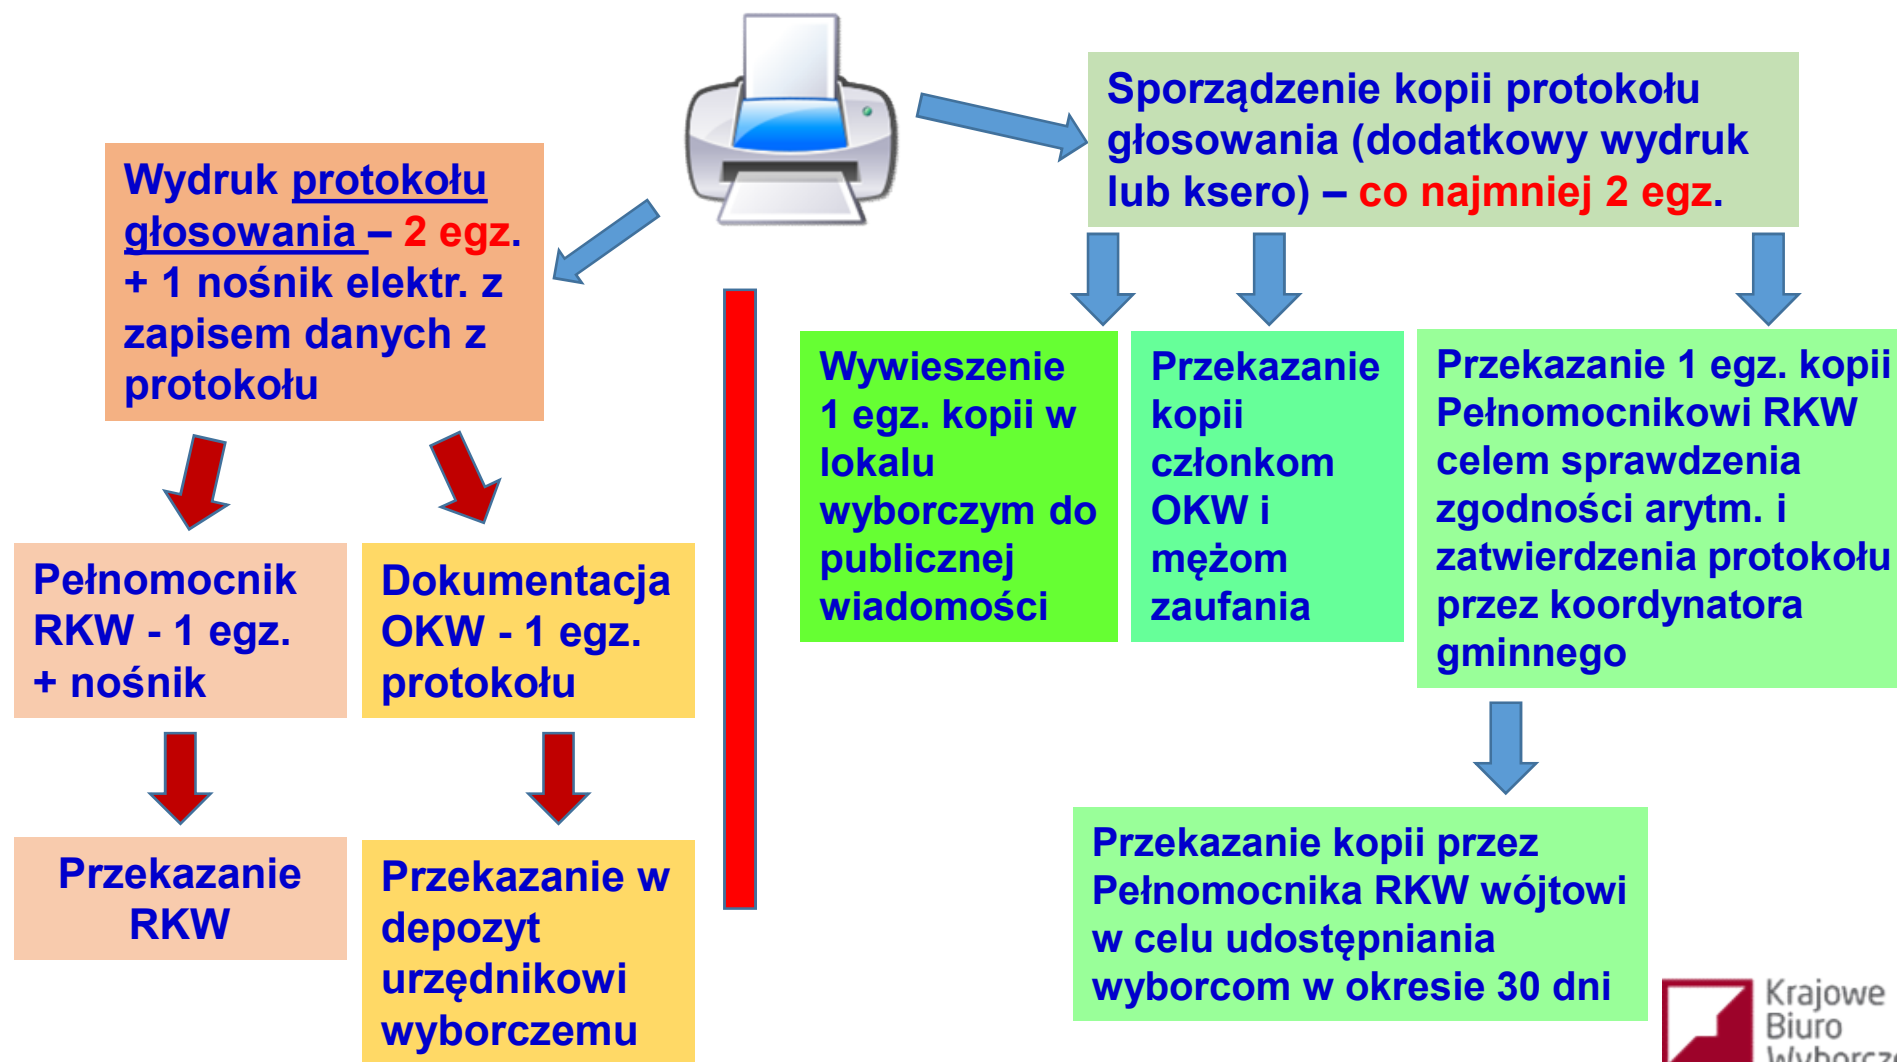 Wydruk protokołu
głosowania – 2 egz.
+ 1 nośnik elektr. z
zapisem danych z
protokołu
Pełnomocnik
RKW - 1 egz.
+ nośnik
Dokumentacja
OKW - 1 egz.
protokołu
Przekazanie
RKW
Przekazanie w
depozyt
urzędnikowi
wyborczemu
Sporządzenie kopii protokołu
głosowania (dodatkowy wydruk
lub ksero) – co najmniej 2 egz.
Wywieszenie
1 egz. kopii w
lokalu
wyborczym do
publicznej
wiadomości
Przekazanie
kopii
członkom
OKW i
mężom
zaufania
Przekazanie 1 egz. kopii
Pełnomocnikowi RKW
celem sprawdzenia
zgodności arytm. i
zatwierdzenia protokołu
przez koordynatora
gminnego
Przekazanie kopii przez
Pełnomocnika RKW wójtowi
w celu udostępniania
wyborcom w okresie 30 dni
Krajowe
Biuro